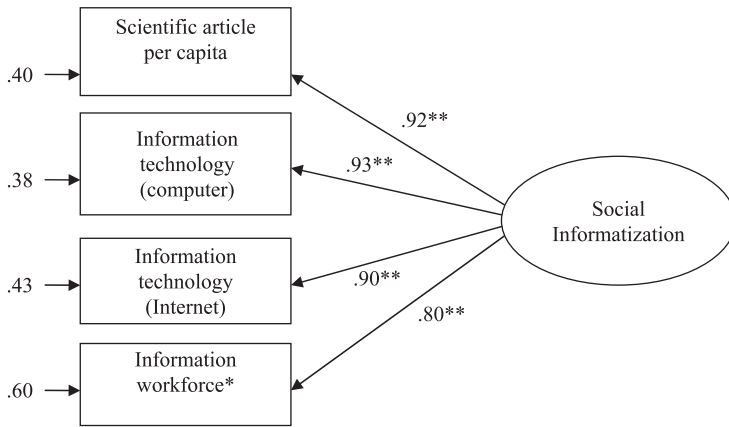 Scientific article
per capita
.40
.92**
Information
technology
(computer)
.38
.93**
Social
Informatization
Information
technology
(Internet)
.43
.90**
.80**
Information
workforce*
.60